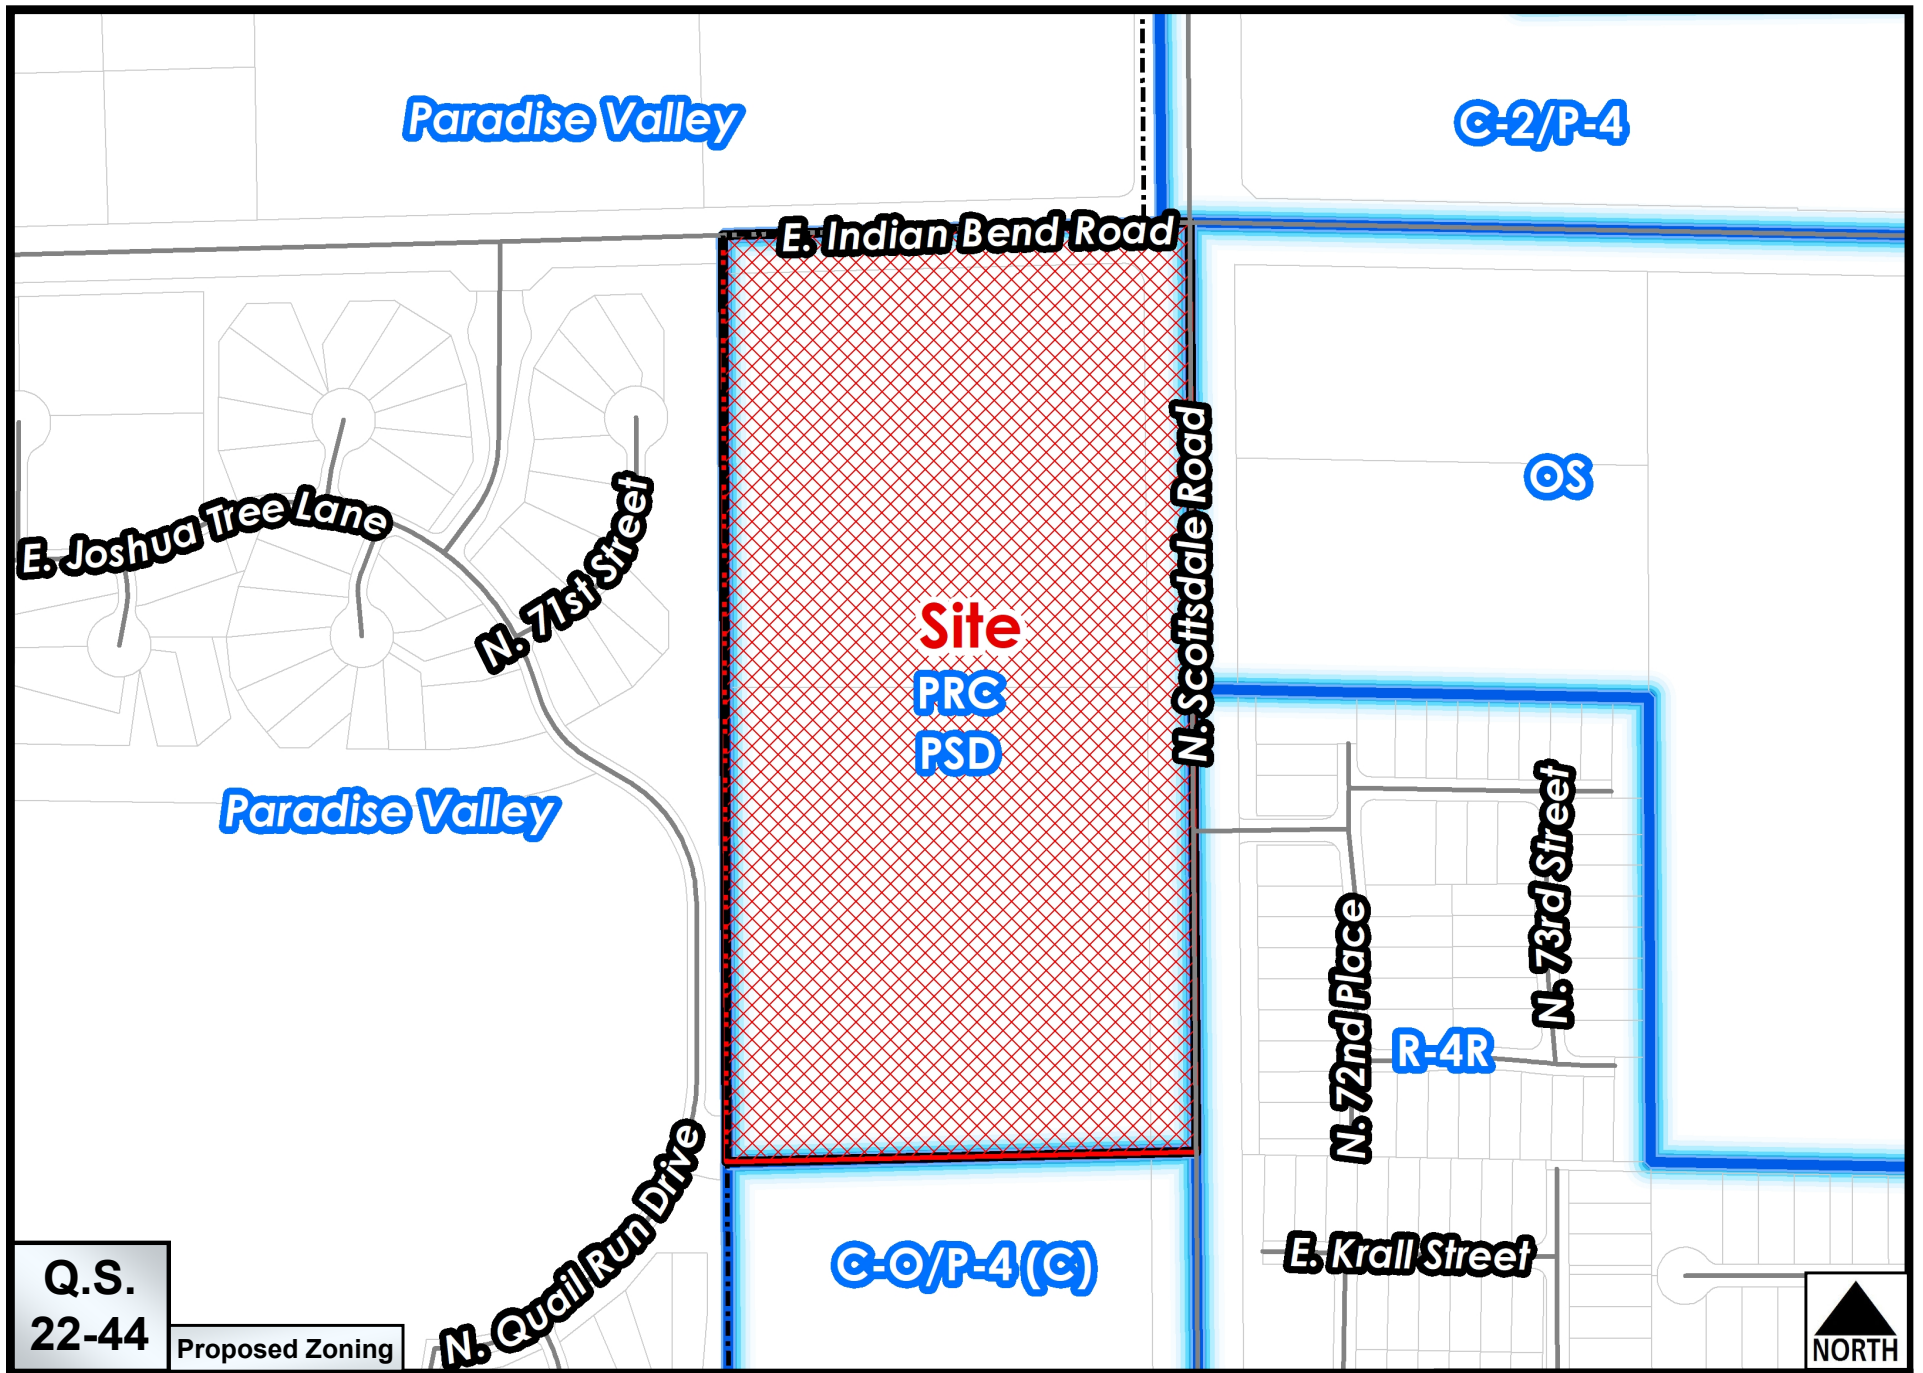 Paradise Valley
C-2/P-4
E. Indian Bend Road
N. Scottsdale Road
OS
E. Joshua Tree Lane
N. 71st Street
Site
PRC
PSD
Paradise Valley
N. 73rd Street
N. 72nd Place
R-4R
N. Quail Run Drive
C-O/P-4 (C)
E. Krall Street
Q.S.
22-44
Proposed Zoning
NORTH